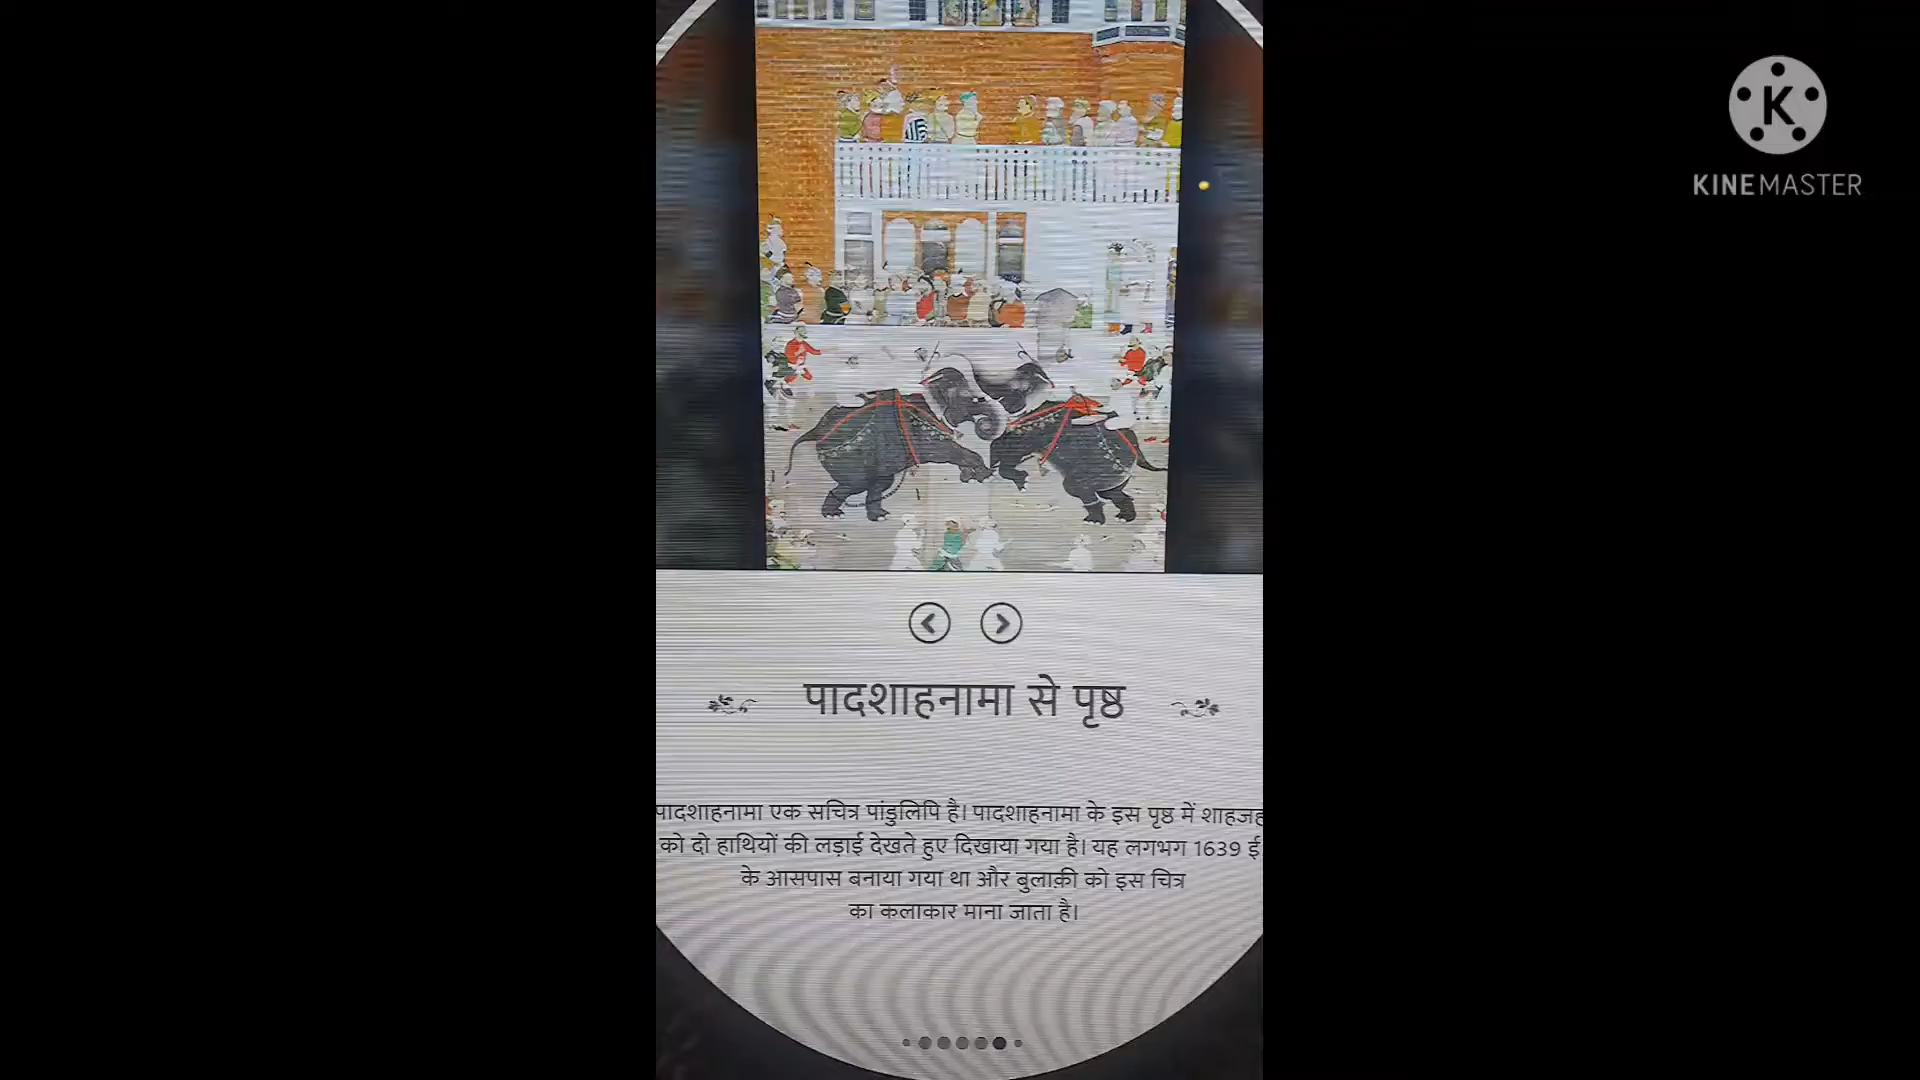 K
KINEMASTER
पादशाहनामा से पृष्ठ
पादशाहनामा एक सचित्र पांडुलिपि है। पादशाहनामा के इस पृष्ठ में
को दो हाथियों की लड़ाई देखते हुए दिखाया गया है। यह लगभग 1639 ई
के आसपास बनाया गया था और बुलाक़ी को इस चित्र
का कलाकार माना जाता है।